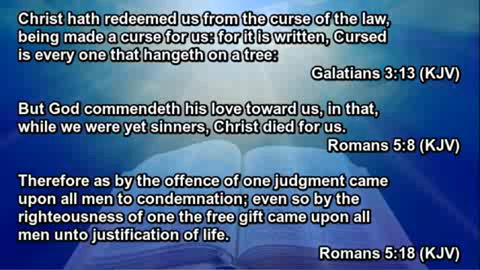 Christ hath redeemed us from the curse of the law,
being made a curse for us: for it is written, Cursed
is every one that hangeth on a tree:
Galatians 3:13 (KJV)
But God commendeth his love toward us, in that,
while we were yet sinners, Christ died for us.
Romans 5:8 (KJV)
Therefore as by the offence of one judgment came
upon all men to condemnation; even so by the
righteousness of one the free gift came upon all
men unto justification of life.
Romans 5:18 (KJV)